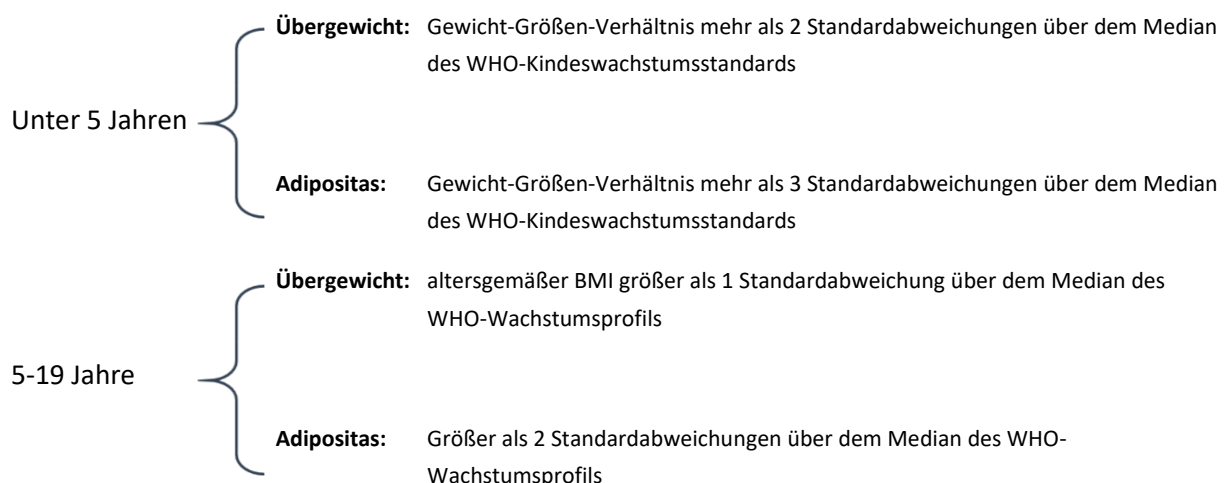 Übergewicht: Gewicht-Größen-Verhältnis mehr als 2 Standardabweichungen über dem Median
des WHO-Kindeswachstumsstandards
Unter 5 Jahren
Adipositas: Gewicht-Größen-Verhältnis mehr als 3 Standardabweichungen über dem Median
des WHO-Kindeswachstumsstandards
Übergewicht: altersgemäßer BMI größer als 1 Standardabweichung über dem Median des
WHO-Wachstumsprofils
5-19 Jahre
Adipositas: Größer als 2 Standardabweichungen über dem Median des WHO-
Wachstumsprofils